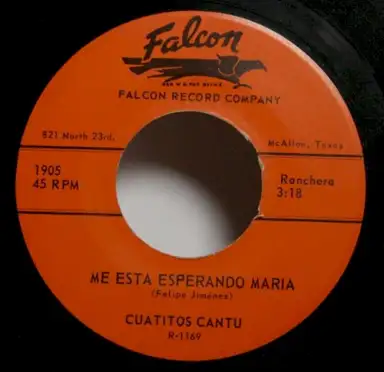 Falcon
FALCON RECORD COMPANY
821 North 23rd.
McAllen, Texas
1905
45 RPM
Ranchera
3:18
ME ESTA ESPERANDO MARIA
(Felipe Jiménez)
CUATITOS CANTU
R-1169